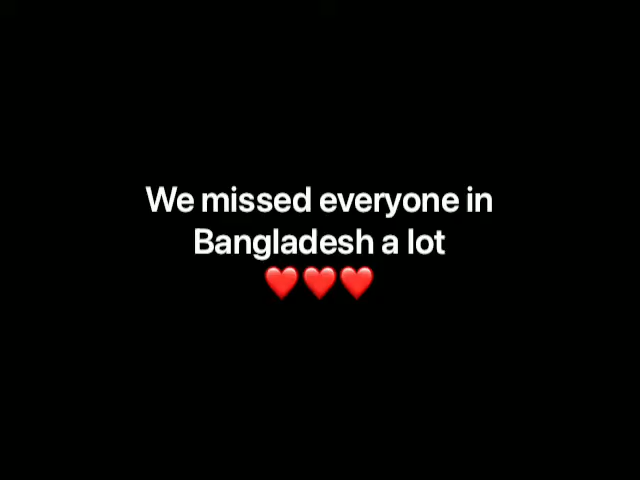 We missed everyone in
Bangladesh a lot
❤️❤️❤️